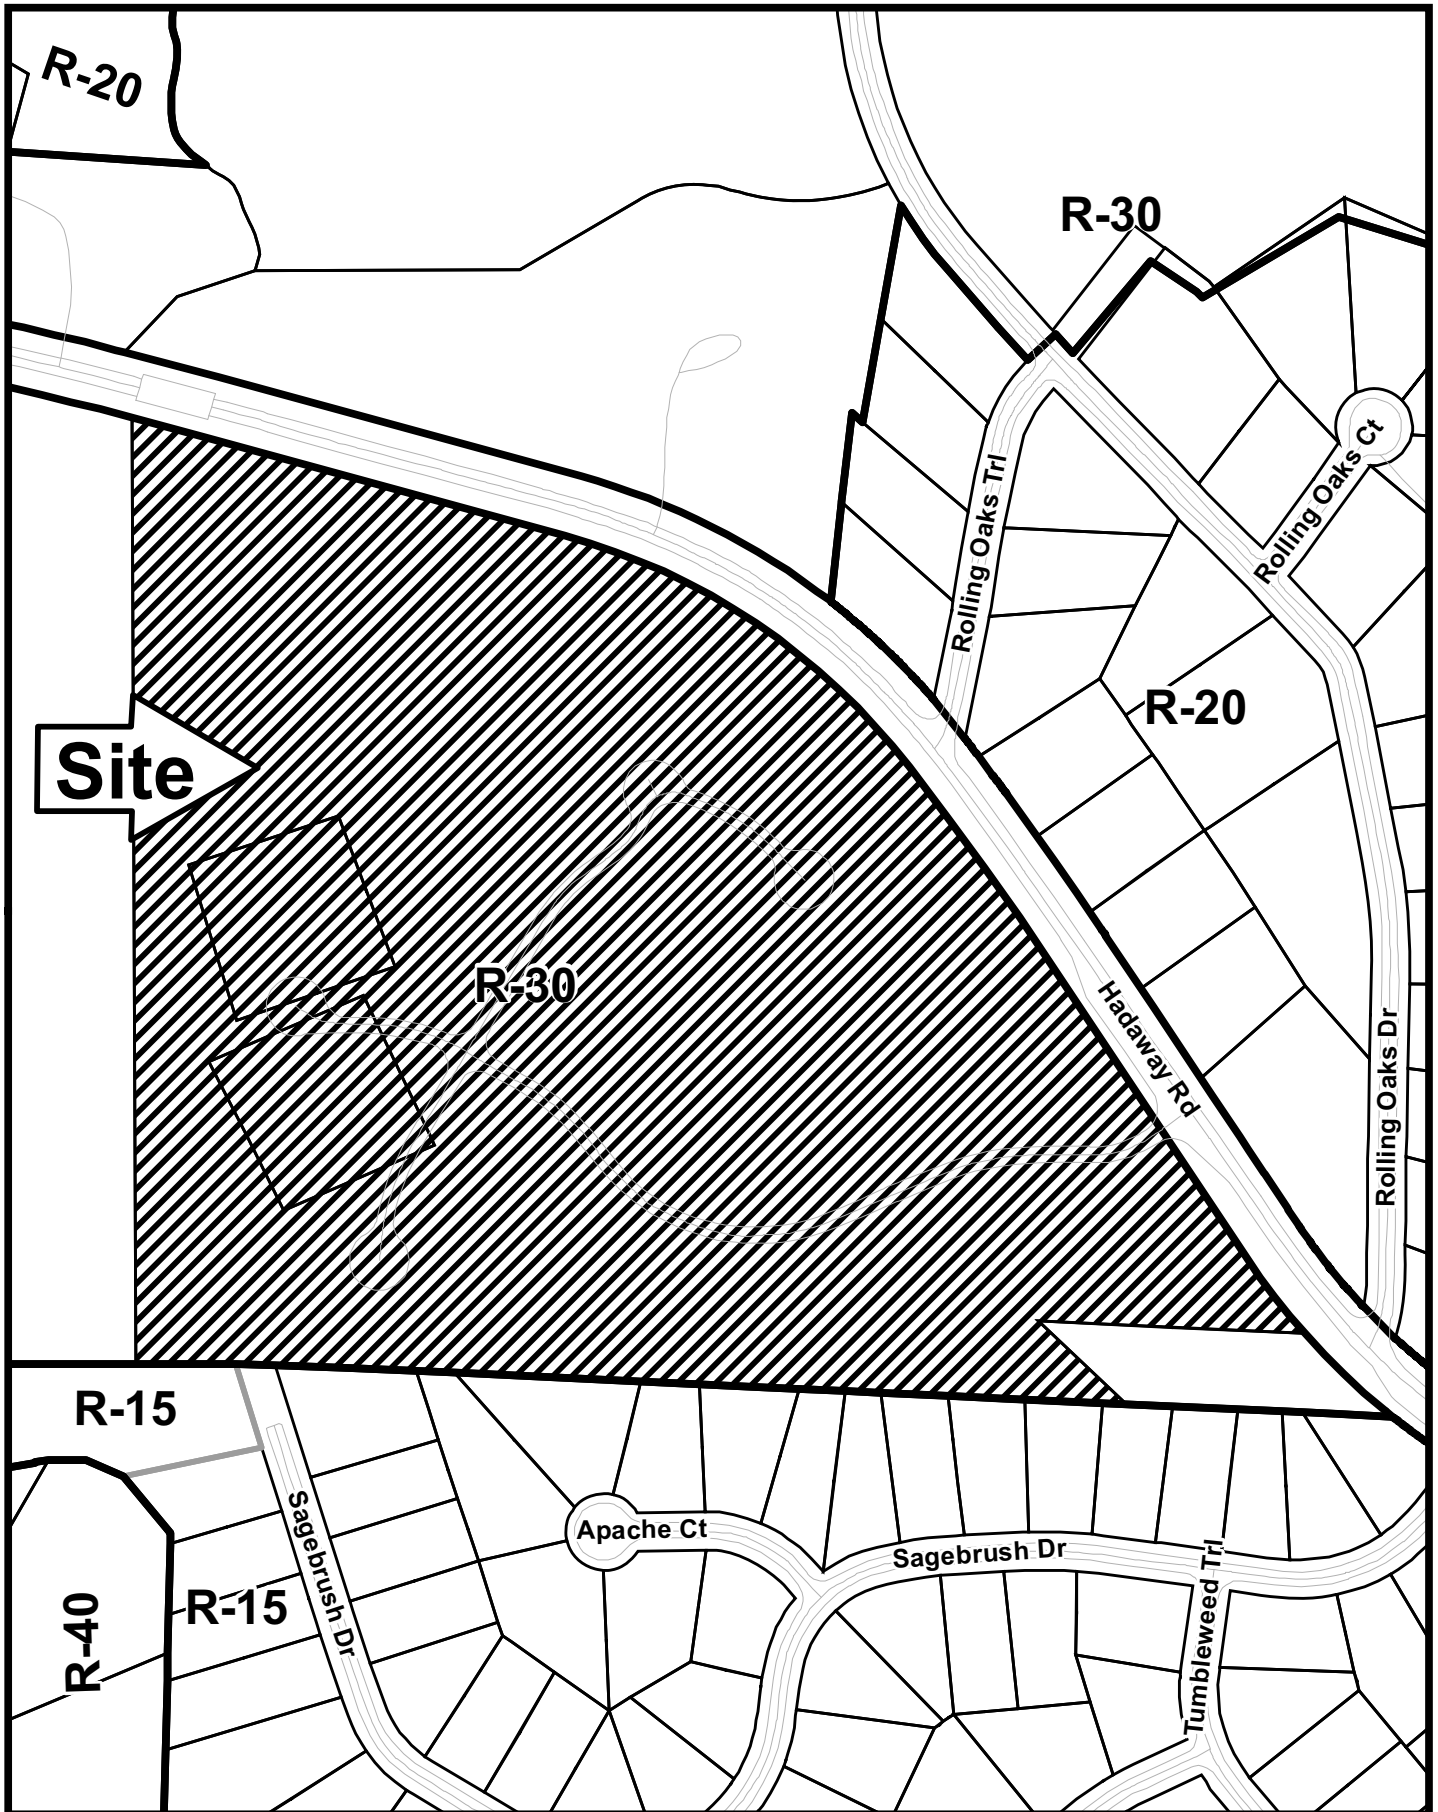 R-20
R-30
Rolling Oaks Ct
Rolling Oaks Trl
R-20
Site
R-30
Hadaway Rd
Rolling Oaks Dr
R-15
Apache Ct
Sagebrush Dr
Sagebrush Dr
R-15
R-40
Tumbleweed Trl